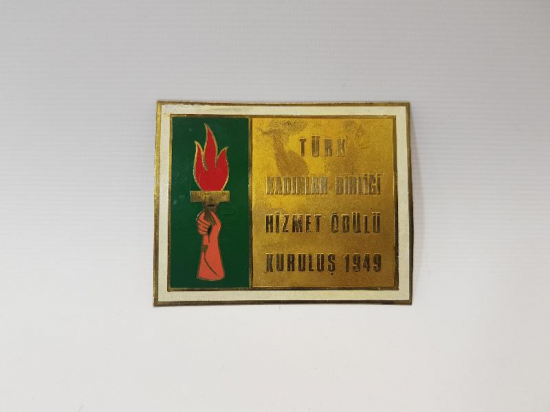 TÜRK
KADINLAR BİRLİĞİ
HİZMET ÖDÜLÜ
KURULUŞ 1949